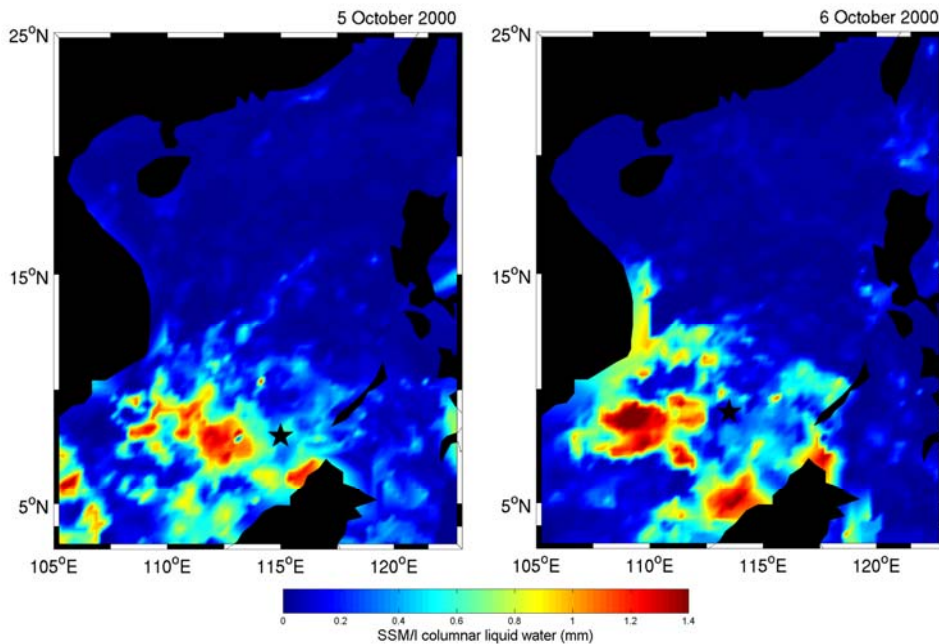 5 October 2000
6 October 2000
25°N
15°N
5°N
105°E
110°E
115°E
120°E
25°N
15°N
5°N
105°E
110°E
115°E
120°E
0
0.2
0.4
0.6
0.8
1
1.2
1.4
SSM/I columnar liquid water (mm)